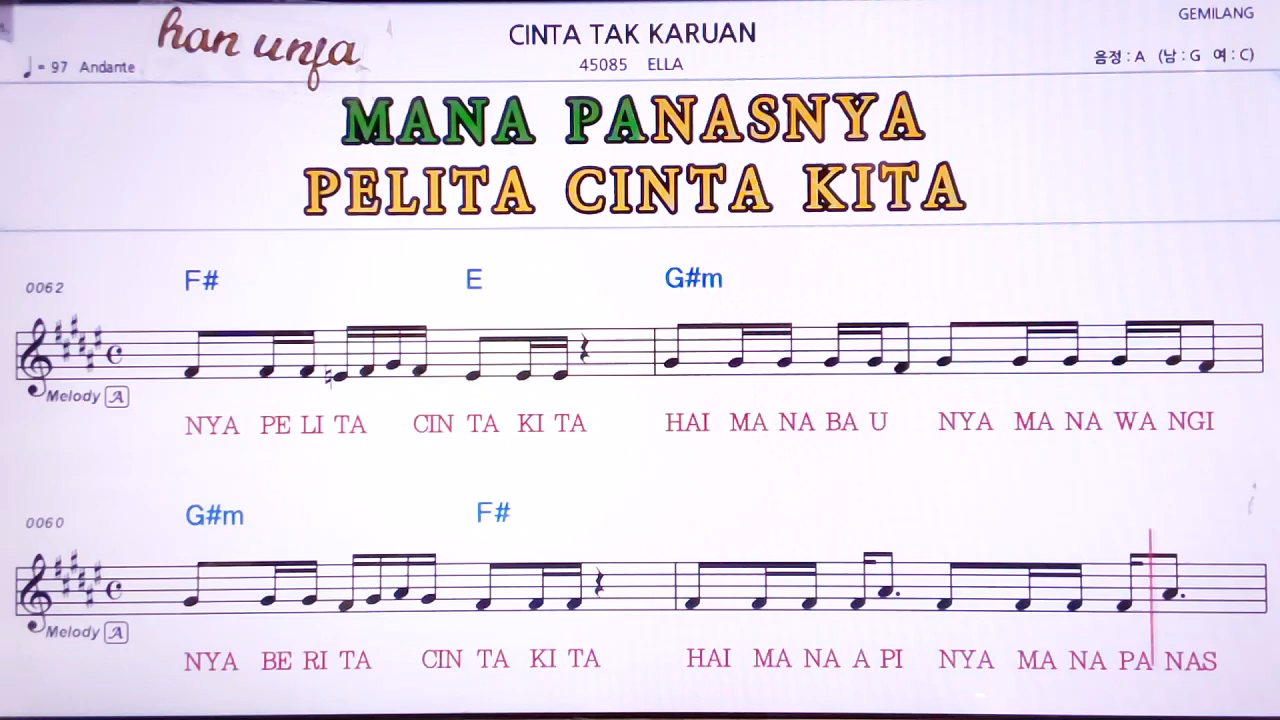 GEMILANG
han unfa
CINTA TAK KARUAN
♩ = 97 Andante
45085 ELLA
음정 : A (남 : G 여 : C)
MANA PANASNYA
PELITA CINTA KITA
0062
F# E G#m
Melody A
NYA PE LI TA CIN TA KI TA HAI MA NA BA U NYA MA NA WA NGI
0060
G#m F#
Melody A
NYA BE RI TA CIN TA KI TA HAI MA NA A PI NYA MA NA PA NAS